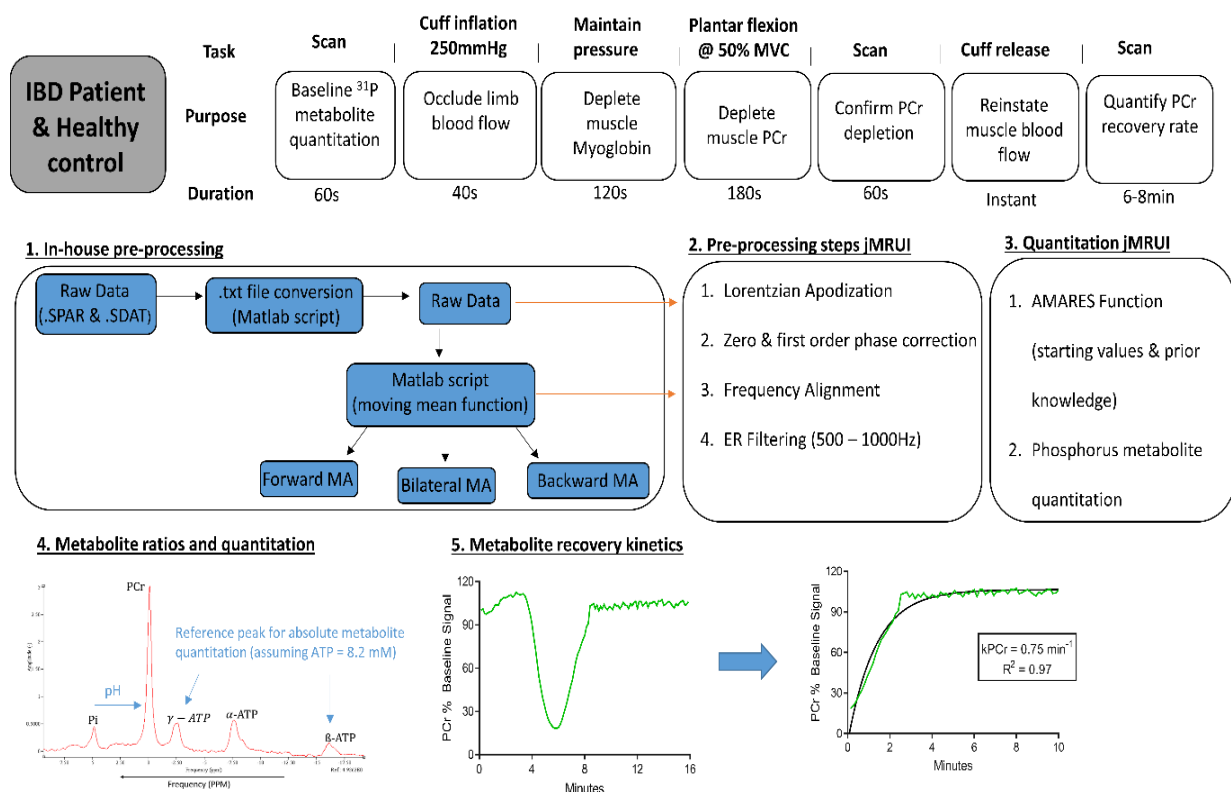 Task
Scan
Cuff inflation
250mmHg
Maintain
pressure
Plantar flexion
@ 50% MVC
Scan
Cuff release
Scan
IBD Patient
& Healthy
control
Purpose
Baseline ³¹P
metabolite
quantitation
Occlude limb
blood flow
Deplete
muscle
Myoglobin
Deplete
muscle PCr
Confirm PCr
depletion
Reinstate
muscle blood
flow
Quantify PCr
recovery rate
Duration
60s
40s
120s
180s
60s
Instant
6-8min
1. In-house pre-processing
Raw Data
(.SPAR & .SDAT)
.txt file conversion
(Matlab script)
Raw Data
Matlab script
(moving mean function)
Forward MA
Bilateral MA
Backward MA
2. Pre-processing steps jMRUI
1. Lorentzian Apodization
2. Zero & first order phase correction
3. Frequency Alignment
4. ER Filtering (500 – 1000Hz)
3. Quantitation jMRUI
1. AMARES Function
(starting values & prior
knowledge)
2. Phosphorus metabolite
quantitation
4. Metabolite ratios and quantitation
PCr
Reference peak for absolute metabolite
quantitation (assuming ATP = 8.2 mM)
pH
Pi
γ − ATP
α-ATP
ß-ATP
Frequency (PPM)
5. Metabolite recovery kinetics
PCr % Baseline Signal
120
90
60
30
0
0 4 8 12 16
Minutes
PCr % Baseline Signal
120
90
60
30
0
0 2 4 6 8 10
Minutes
kPCr = 0.75 min⁻¹
R² = 0.97